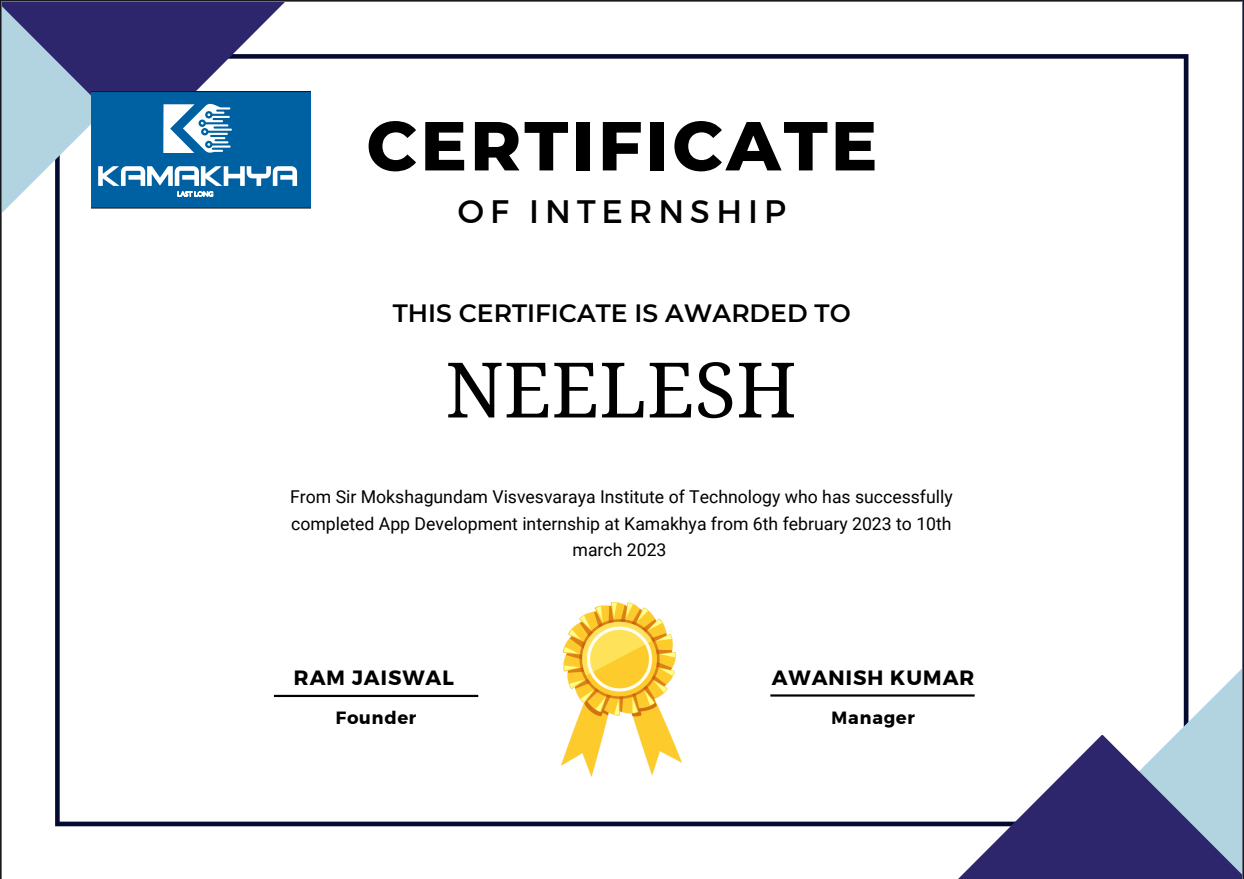 KAMAKHYA
LAST LONG
CERTIFICATE
OF INTERNSHIP
THIS CERTIFICATE IS AWARDED TO
NEELESH
From Sir Mokshagundam Visvesvaraya Institute of Technology who has successfully
completed App Development internship at Kamakhya from 6th february 2023 to 10th
march 2023
RAM JAISWAL
Founder
AWANISH KUMAR
Manager